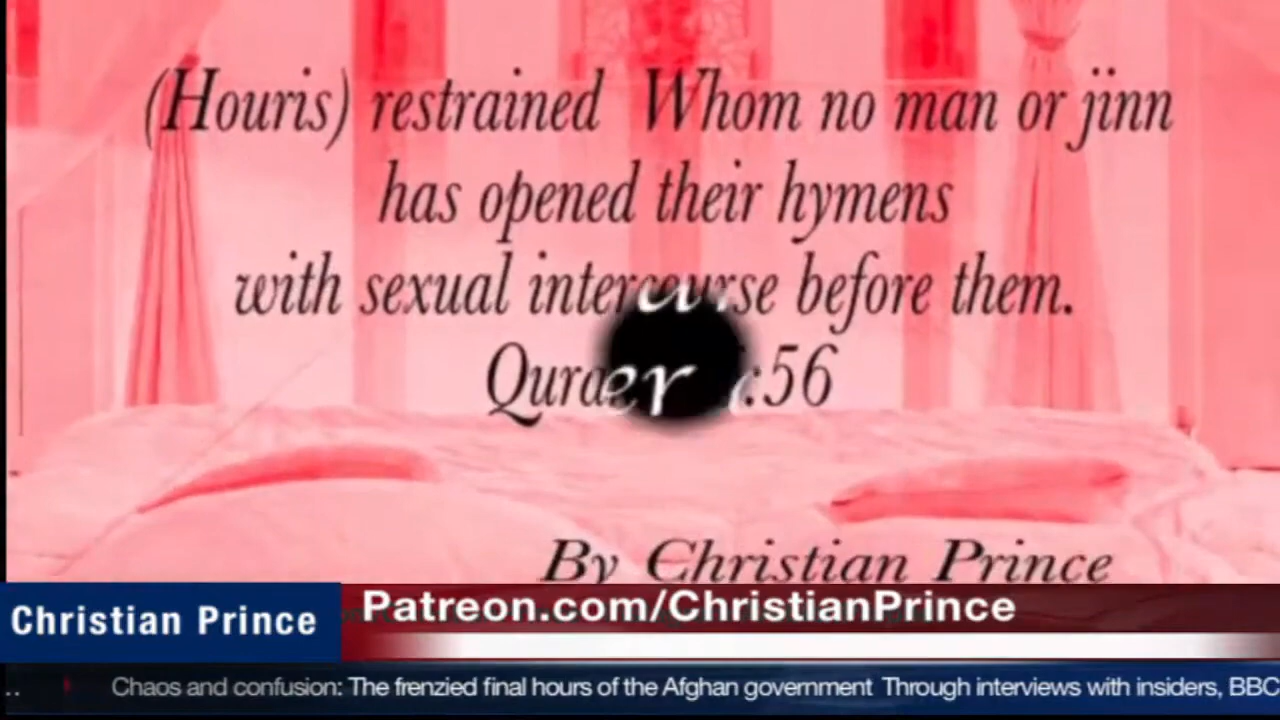 (Houris) restrained Whom no man or jinn
has opened their hymens
with sexual intercourse before them.
:56
By Christian Prince
Christian Prince
Patreon.com/ChristianPrince
.. Chaos and confusion: The frenzied final hours of the Afghan government Through interviews with insiders, BBC